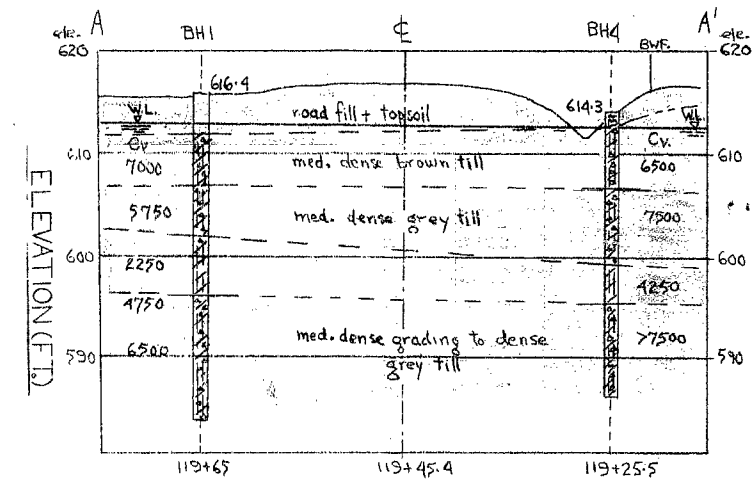 A BH1 ℄ BH4 A'
ele. ele.
620 BWF. 620
616.4
614.3
W.L. road fill + topsoil W.L.
Cv. Cv.
610 7000 med. dense brown till 6500 610
5750 med. dense grey till 7500
600 600
2250 4250
4750
med. dense grading to dense
590 6500 >7500 590
grey till
ELEVATION (FT.)
119+65 119+45.4 119+25.5